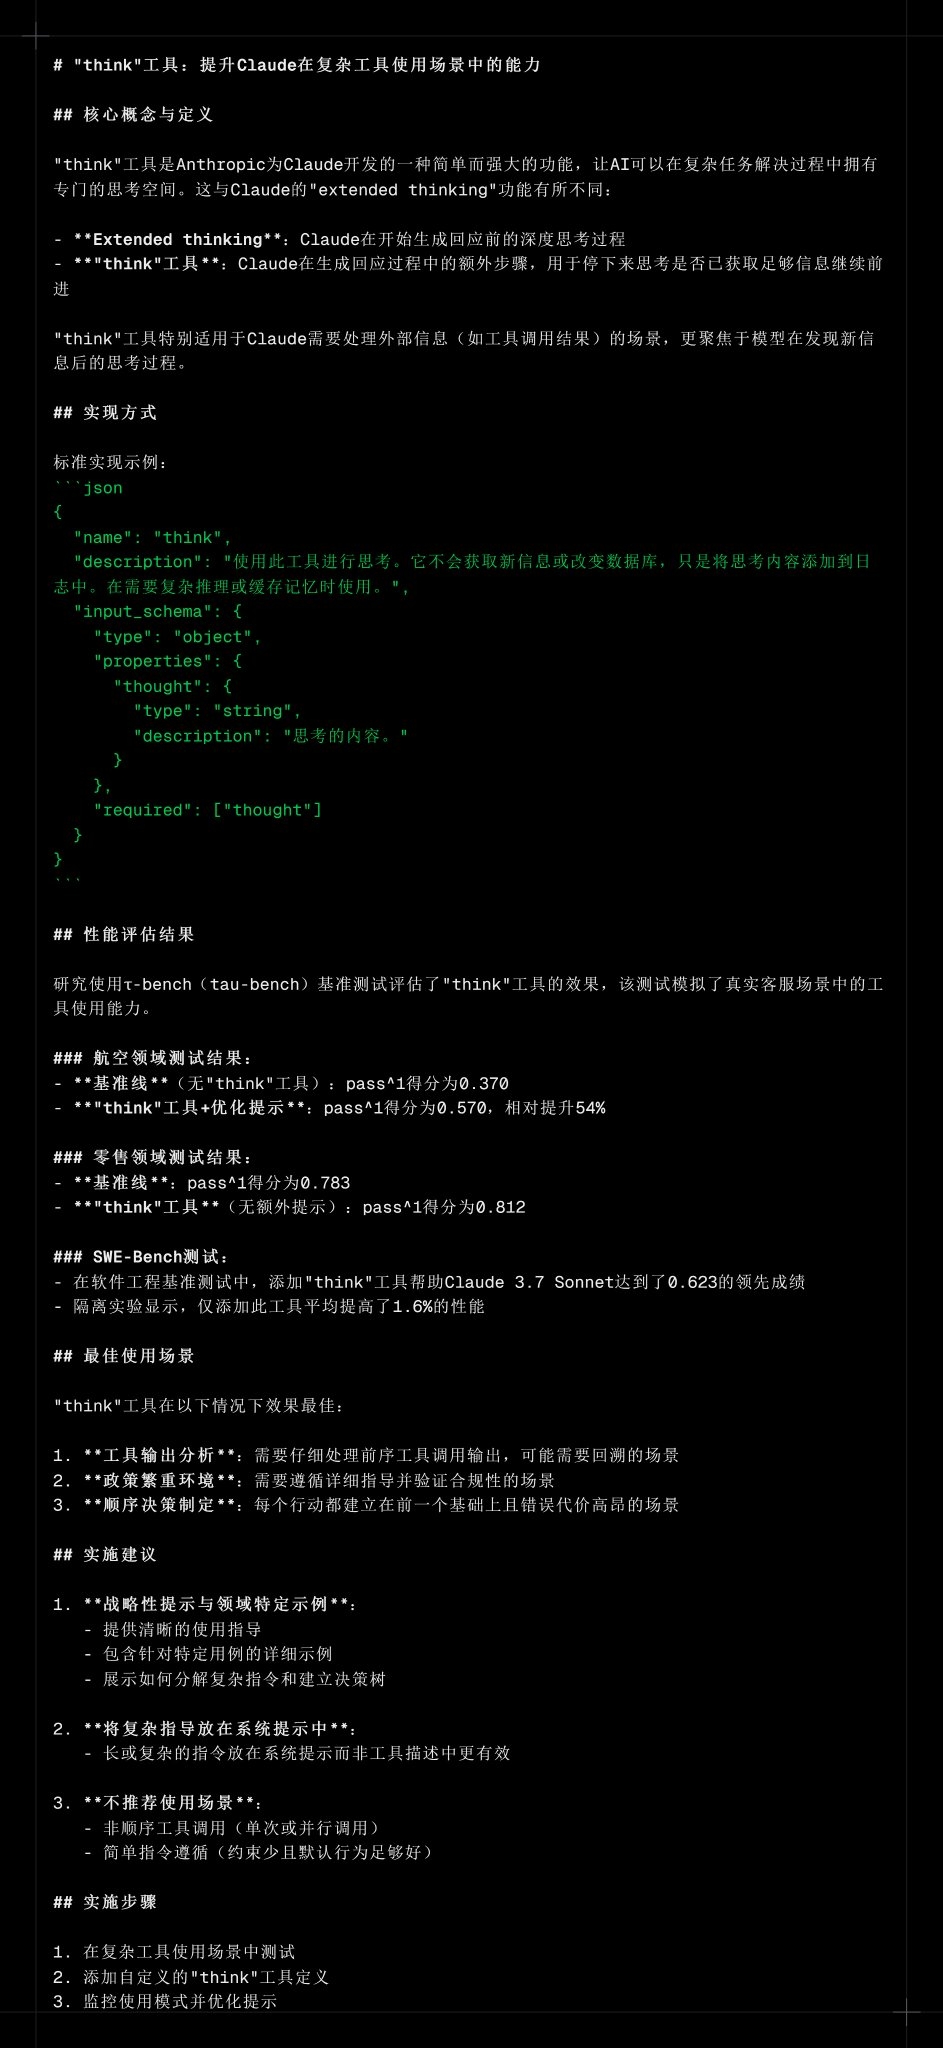 # "think"工具：提升Claude在复杂工具使用场景中的能力
## 核心概念与定义
"think"工具是Anthropic为Claude开发的一种简单而强大的功能，让AI可以在复杂任务解决过程中拥有
专门的思考空间。这与Claude的"extended thinking"功能有所不同：
- **Extended thinking**：Claude在开始生成回应前的深度思考过程
- **"think"工具**：Claude在生成回应过程中的额外步骤，用于停下来思考是否已获取足够信息继续前
进
"think"工具特别适用于Claude需要处理外部信息（如工具调用结果）的场景，更聚焦于模型在发现新信
息后的思考过程。
## 实现方式
标准实现示例：
```json
{
  "name": "think",
  "description": "使用此工具进行思考。它不会获取新信息或改变数据库，只是将思考内容添加到日
志中。在需要复杂推理或缓存记忆时使用。",
  "input_schema": {
    "type": "object",
    "properties": {
      "thought": {
        "type": "string",
        "description": "思考的内容。"
      }
    },
    "required": ["thought"]
  }
}
```
## 性能评估结果
研究使用τ-bench（tau-bench）基准测试评估了"think"工具的效果，该测试模拟了真实客服场景中的工
具使用能力。
### 航空领域测试结果：
- **基准线**（无"think"工具）：pass^1得分为0.370
- **"think"工具+优化提示**：pass^1得分为0.570，相对提升54%
### 零售领域测试结果：
- **基准线**：pass^1得分为0.783
- **"think"工具**（无额外提示）：pass^1得分为0.812
### SWE-Bench测试：
- 在软件工程基准测试中，添加"think"工具帮助Claude 3.7 Sonnet达到了0.623的领先成绩
- 隔离实验显示，仅添加此工具平均提高了1.6%的性能
## 最佳使用场景
"think"工具在以下情况下效果最佳：
1. **工具输出分析**：需要仔细处理前序工具调用输出，可能需要回溯的场景
2. **政策繁重环境**：需要遵循详细指导并验证合规性的场景
3. **顺序决策制定**：每个行动都建立在前一个基础上且错误代价高昂的场景
## 实施建议
1. **战略性提示与领域特定示例**：
   - 提供清晰的使用指导
   - 包含针对特定用例的详细示例
   - 展示如何分解复杂指令和建立决策树
2. **将复杂指导放在系统提示中**：
   - 长或复杂的指令放在系统提示而非工具描述中更有效
3. **不推荐使用场景**：
   - 非顺序工具调用（单次或并行调用）
   - 简单指令遵循（约束少且默认行为足够好）
## 实施步骤
1. 在复杂工具使用场景中测试
2. 添加自定义的"think"工具定义
3. 监控使用模式并优化提示